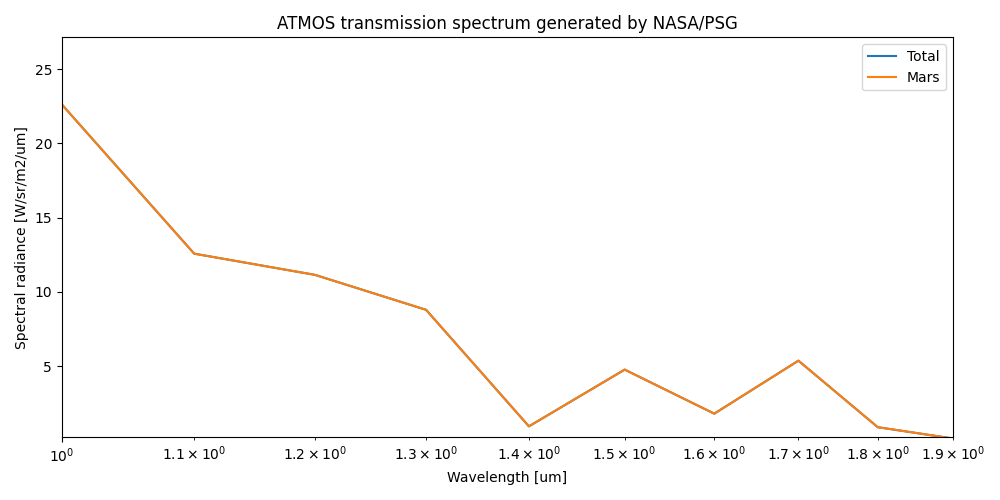 ATMOS transmission spectrum generated by NASA/PSG
Total
Mars
Spectral radiance [W/sr/m2/um]
25
20
15
10
5
10⁰ 1.1 × 10⁰ 1.2 × 10⁰ 1.3 × 10⁰ 1.4 × 10⁰ 1.5 × 10⁰ 1.6 × 10⁰ 1.7 × 10⁰ 1.8 × 10⁰ 1.9 × 10⁰
Wavelength [um]